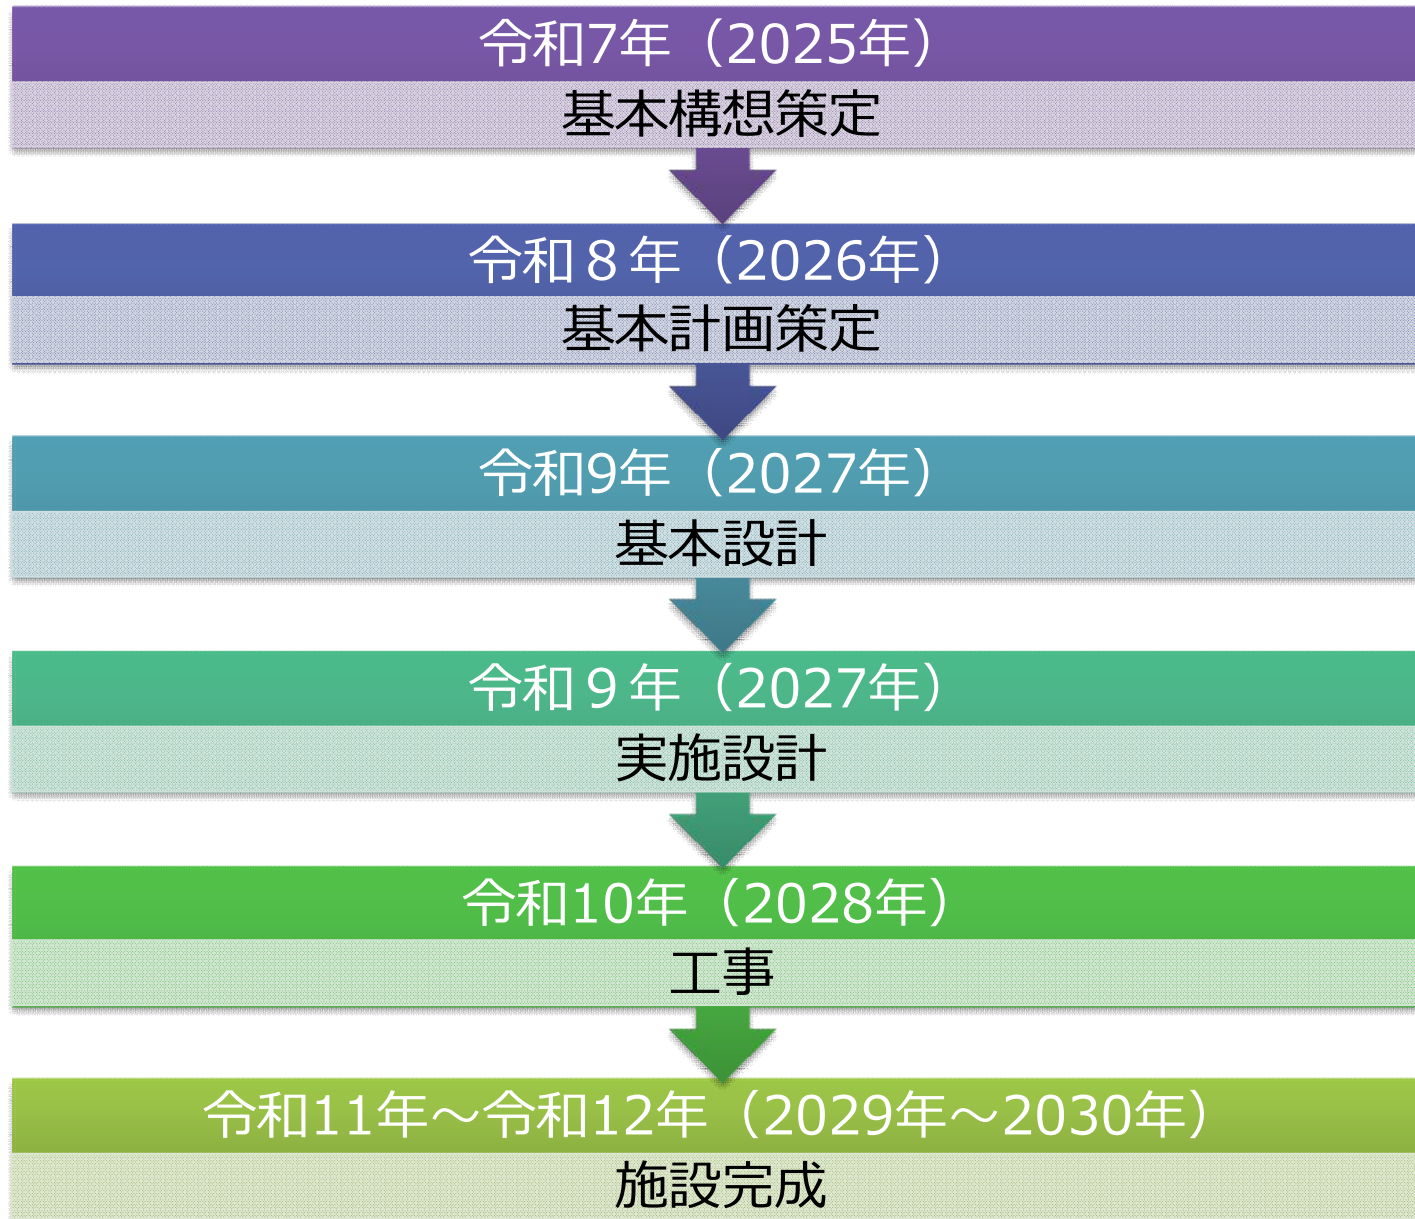 令和7年（2025年）
基本構想策定
令和８年（2026年）
基本計画策定
令和9年（2027年）
基本設計
令和９年（2027年）
実施設計
令和10年（2028年）
工事
令和11年～令和12年（2029年～2030年）
施設完成